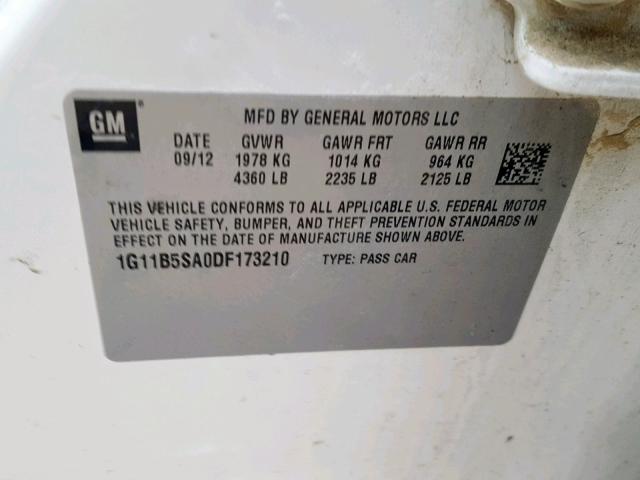 GM ® MFD BY GENERAL MOTORS LLC
DATE GVWR GAWR FRT GAWR RR
09/12 1978 KG 1014 KG 964 KG
4360 LB 2235 LB 2125 LB
THIS VEHICLE CONFORMS TO ALL APPLICABLE U.S. FEDERAL MOTOR
VEHICLE SAFETY, BUMPER, AND THEFT PREVENTION STANDARDS IN
EFFECT ON THE DATE OF MANUFACTURE SHOWN ABOVE.
1G11B5SA0DF173210 TYPE: PASS CAR